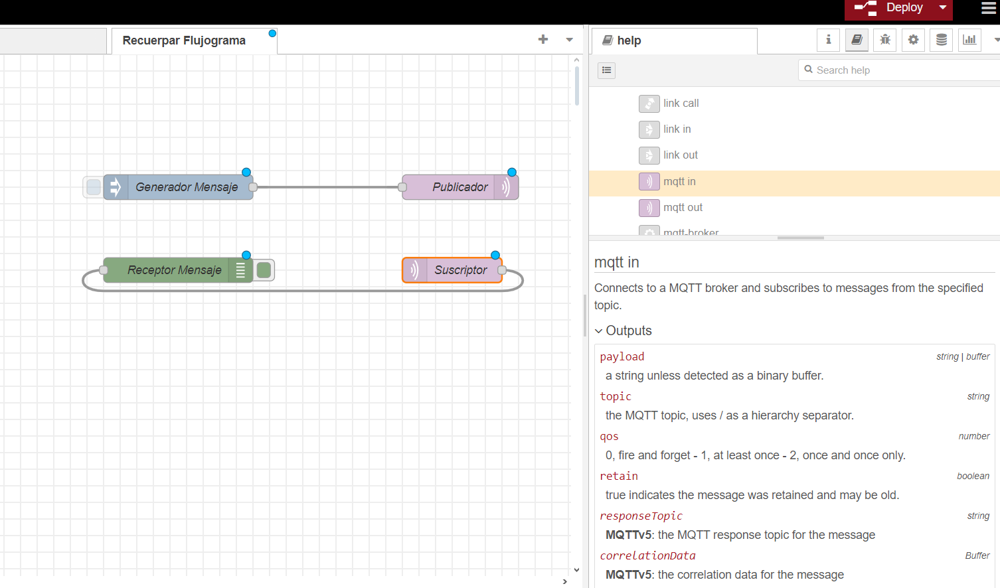 Deploy
Recuerpar Flujograma
help
Search help
link call
link in
link out
mqtt in
mqtt out
mqtt-broker
Generador Mensaje
Publicador
Receptor Mensaje
Suscriptor
mqtt in
Connects to a MQTT broker and subscribes to messages from the specified
topic.
Outputs
payload string | buffer
a string unless detected as a binary buffer.
topic string
the MQTT topic, uses / as a hierarchy separator.
qos number
0, fire and forget - 1, at least once - 2, once and once only.
retain boolean
true indicates the message was retained and may be old.
responseTopic string
MQTTv5: the MQTT response topic for the message
correlationData Buffer
MQTTv5: the correlation data for the message